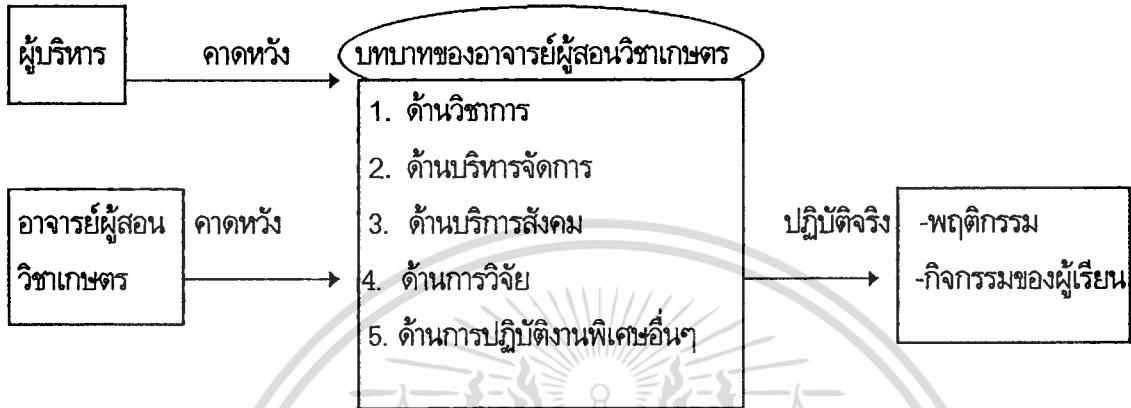 ผู้บริหาร
คาดหวัง
บทบาทของอาจารย์ผู้สอนวิชาเกษตร
1. ด้านวิชาการ
2. ด้านบริหารจัดการ
อาจารย์ผู้สอน
วิชาเกษตร
คาดหวัง
3. ด้านบริการสังคม
4. ด้านการวิจัย
5. ด้านการปฏิบัติงานพิเศษอื่นๆ
ปฏิบัติจริง
-พฤติกรรม
-กิจกรรมของผู้เรียน